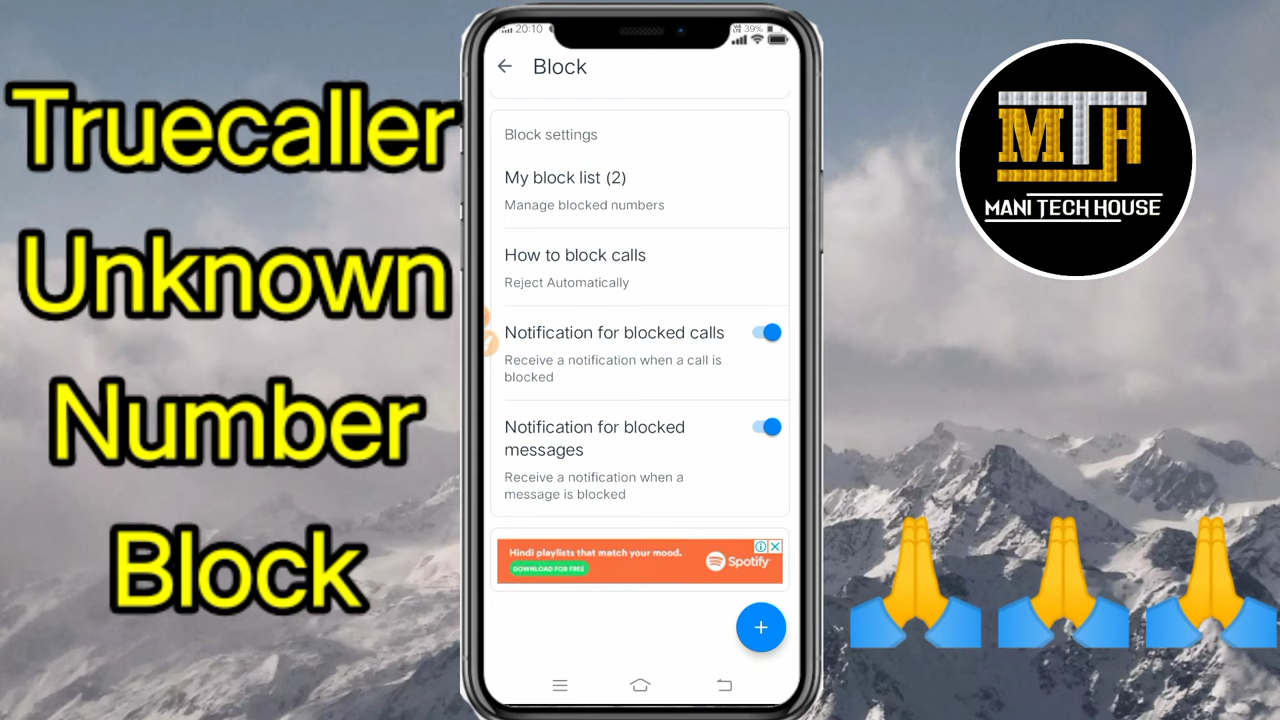 Truecaller
Unknown
Number
Block
20:10
39%
Block
Block settings
My block list (2)
Manage blocked numbers
How to block calls
Reject Automatically
Notification for blocked calls
Receive a notification when a call is
blocked
Notification for blocked
messages
Receive a notification when a
message is blocked
Hindi playlists that match your mood.
DOWNLOAD FOR FREE
Spotify
MTH
MANI TECH HOUSE